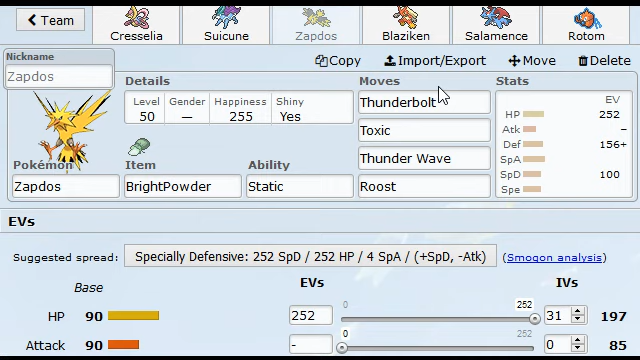 < Team
Cresselia Suicune Zapdos Blaziken Salamence Rotom
Nickname
Zapdos
Copy Import/Export Move Delete
Details Moves Stats
Level Gender Happiness Shiny
50 — 255 Yes
Thunderbolt
Toxic
Thunder Wave
Roost
EV
HP 252
Atk –
Def 156+
SpA
SpD 100
Spe
Pokémon Item Ability
Zapdos BrightPowder Static
EVs
Suggested spread: Specially Defensive: 252 SpD / 252 HP / 4 SpA / (+SpD, -Atk) (Smogon analysis)
Base EVs IVs
HP 90 252 0 252 31 197
Attack 90 - 0 252 0 85